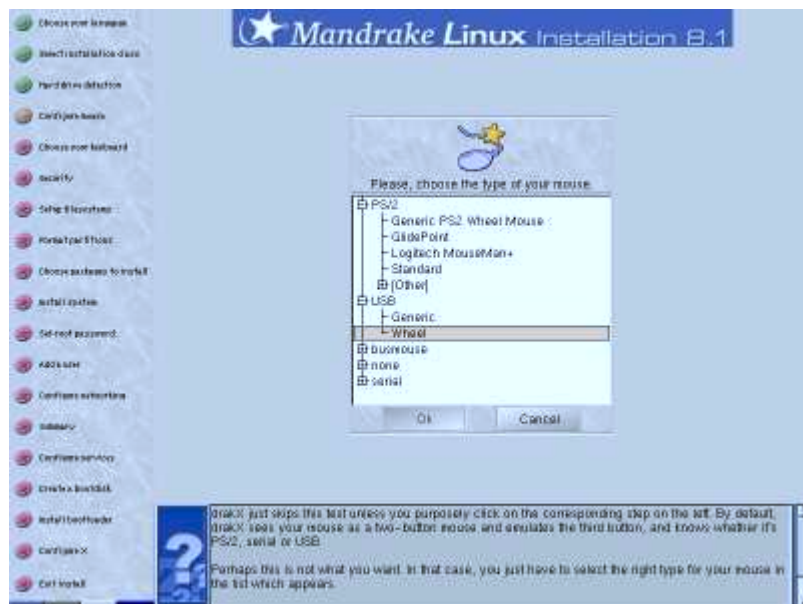 Mandrake Linux Installation 8.1
Choose your language
Select installation class
Hard drive detection
Configure mouse
Choose your keyboard
Security
Setup filesystems
Format partitions
Choose packages to install
Install system
Set root password
Add a user
Configure networking
Summary
Configure services
Create a bootdisk
Install bootloader
Configure X
Exit install
Please, choose the type of your mouse.
PS/2
Generic PS2 Wheel Mouse
GlidePoint
Logitech MouseMan+
Standard
[Other]
USB
Generic
Wheel
busmouse
none
serial
Ok
Cancel
DrakX just skips this test unless you purposely click on the corresponding step on the left. By default,
DrakX sees your mouse as a two-button mouse and emulates the third button, and knows whether it's
PS/2, serial or USB.
Perhaps this is not what you want. In that case, you just have to select the right type for your mouse in
the list which appears.